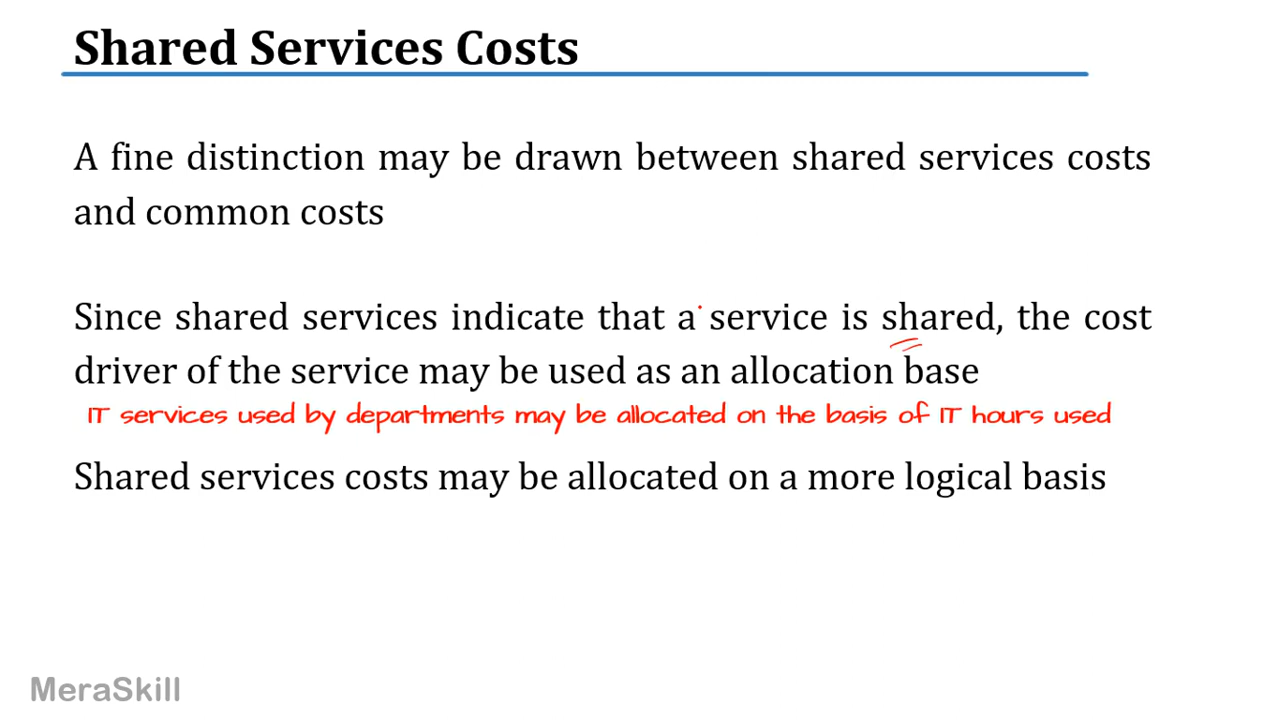 Shared Services Costs
A fine distinction may be drawn between shared services costs
and common costs
Since shared services indicate that a service is shared, the cost
driver of the service may be used as an allocation base
IT services used by departments may be allocated on the basis of IT hours used
Shared services costs may be allocated on a more logical basis
MeraSkill